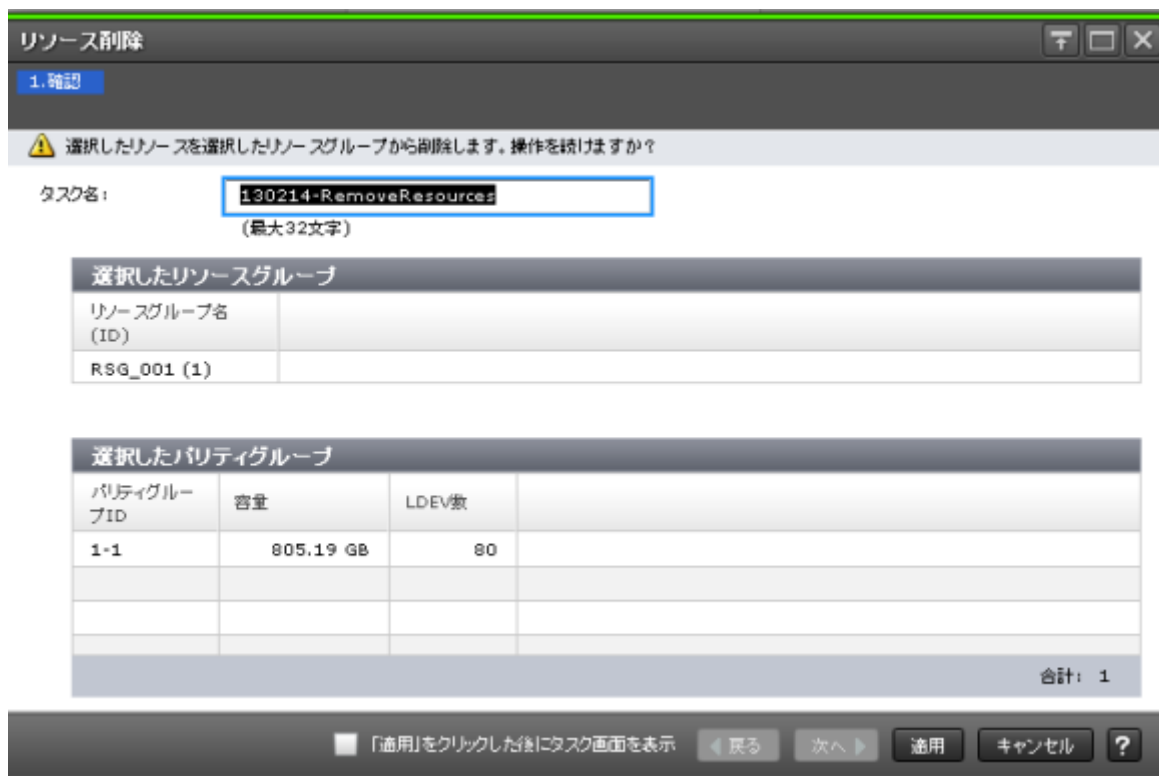 リソース削除
1.確認
選択したリソースを選択したリソースグループから削除します。操作を続けますか?
タスク名:
130214-RemoveResources
(最大32文字)
選択したリソースグループ
リソースグループ名
(ID)
RSG_001 (1)
選択したパリティグループ
パリティグルー
プID
容量
LDEV数
1-1
805.19 GB
80
合計: 1
「適用」をクリックした後にタスク画面を表示
戻る
次へ
適用
キャンセル
?